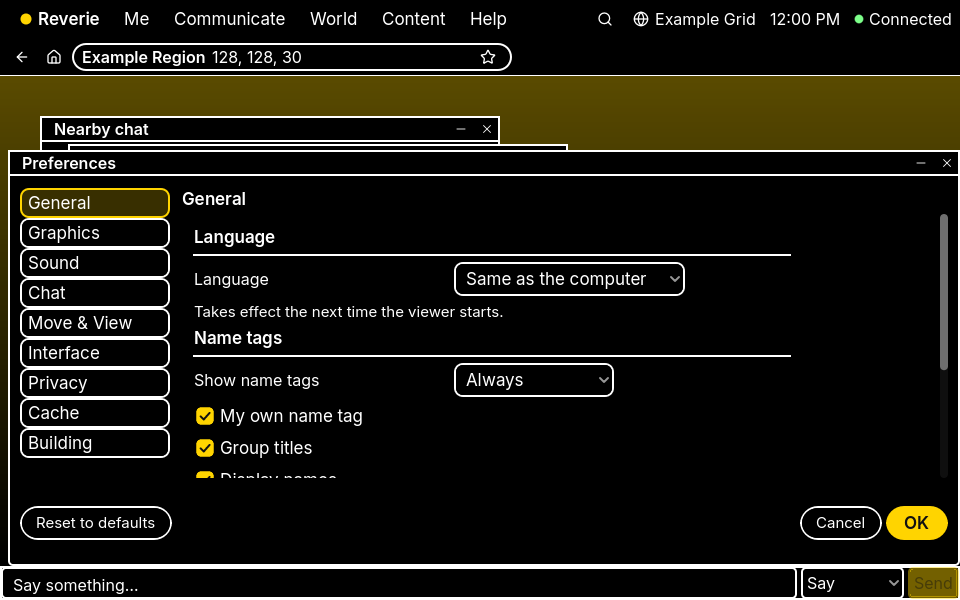 Reverie Me Communicate World Content Help Example Grid 12:00 PM Connected
Example Region 128, 128, 30
Nearby chat
Preferences
General
Graphics
Sound
Chat
Move & View
Interface
Privacy
Cache
Building
General
Language
Language Same as the computer
Takes effect the next time the viewer starts.
Name tags
Show name tags Always
My own name tag
Group titles
Display names
Reset to defaults Cancel OK
Say something... Say Send